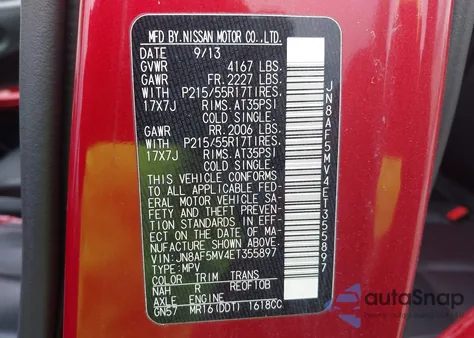 MFD BY.NISSAN MOTOR CO.,LTD.
DATE 9/13
GVWR 4167 LBS.
GAWR FR. 2227 LBS.
WITH P215/55R17TIRES.
17X7J RIMS. AT35PSI
COLD SINGLE.
GAWR RR. 2006 LBS.
WITH P215/55R17TIRES.
17X7J RIMS. AT35PSI
COLD SINGLE.
THIS VEHICLE CONFORMS
TO ALL APPLICABLE FED-
ERAL MOTOR VEHICLE SA-
FETY AND THEFT PREVEN-
TION STANDARDS IN EFF-
ECT ON THE DATE OF MA-
NUFACTURE SHOWN ABOVE.
VIN:JN8AF5MV4ET355897
TYPE:MPV
COLOR TRIM TRANS
NAH R RE0F10B
AXLE ENGINE
GN57 MR16(DDT) 1618CC
JN8AF5MV4ET355897
autoSnap